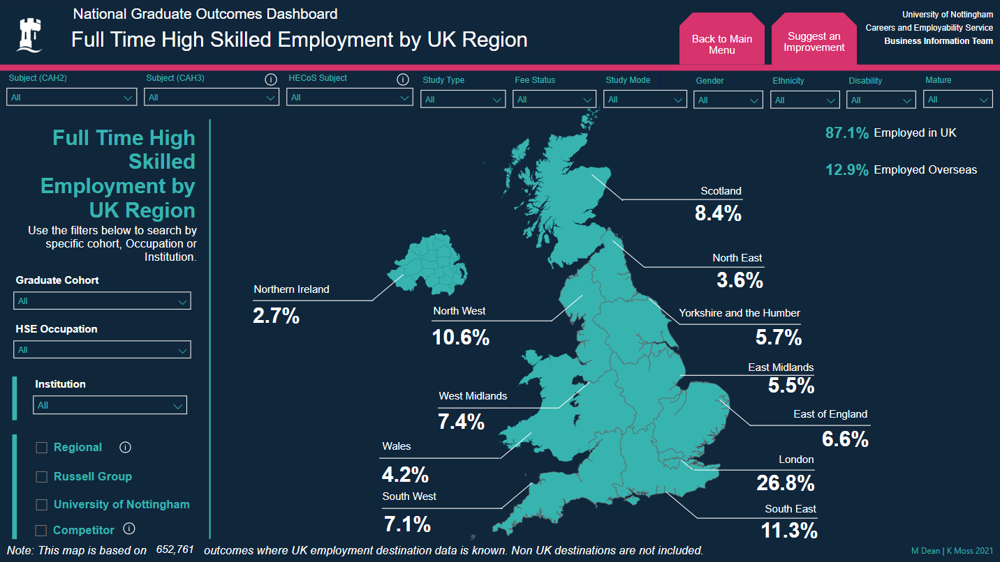 National Graduate Outcomes Dashboard
Full Time High Skilled Employment by UK Region
Back to Main
Menu
Suggest an
Improvement
University of Nottingham
Careers and Employability Service
Business Information Team
Subject (CAH2)
All
Subject (CAH3)
All
HECoS Subject
All
Study Type
All
Fee Status
All
Study Mode
All
Gender
All
Ethnicity
All
Disability
All
Mature
All
Full Time High
Skilled
Employment by
UK Region
Use the filters below to search by
specific cohort, Occupation or
Institution.
Graduate Cohort
All
HSE Occupation
All
Institution
All
Regional
Russell Group
University of Nottingham
Competitor
87.1% Employed in UK
12.9% Employed Overseas
Scotland
8.4%
North East
3.6%
Northern Ireland
2.7%
North West
10.6%
Yorkshire and the Humber
5.7%
East Midlands
5.5%
West Midlands
7.4%
East of England
6.6%
Wales
4.2%
London
26.8%
South West
7.1%
South East
11.3%
Note: This map is based on 652,761 outcomes where UK employment destination data is known. Non UK destinations are not included.
M Dean | K Moss 2021